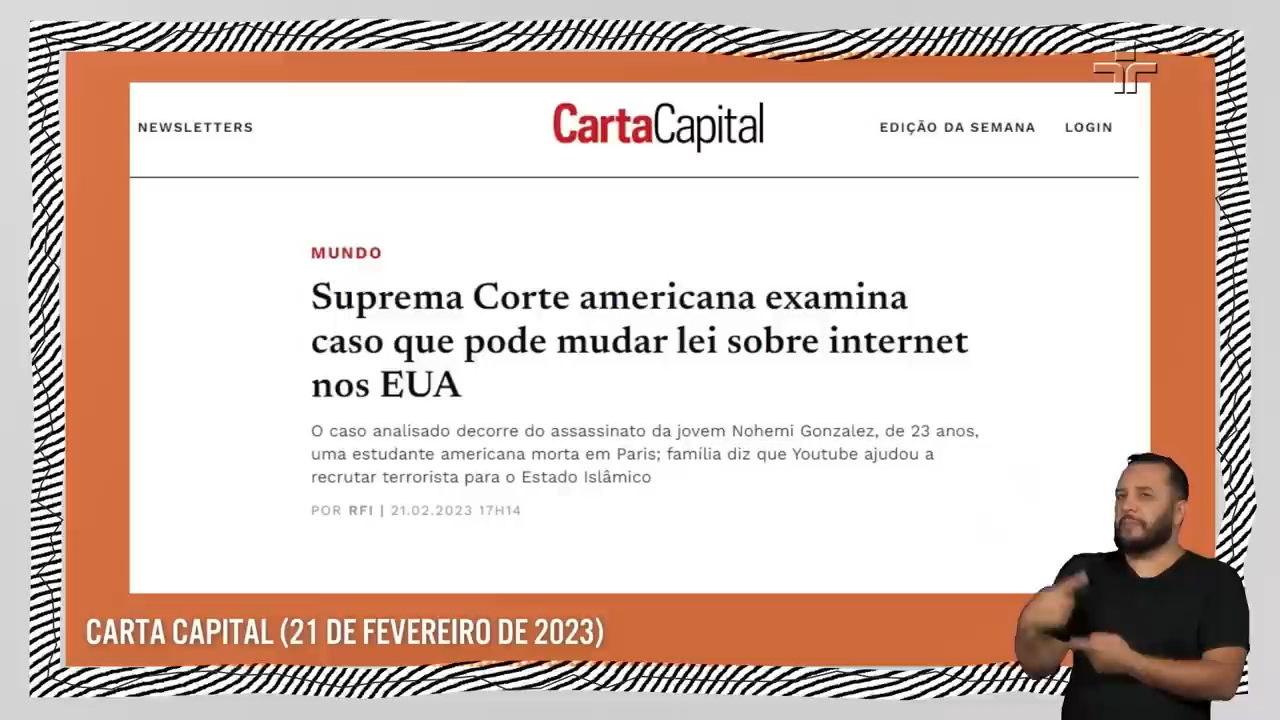 NEWSLETTERS
CartaCapital
EDIÇÃO DA SEMANA
LOGIN
MUNDO
Suprema Corte americana examina
caso que pode mudar lei sobre internet
nos EUA
O caso analisado decorre do assassinato da jovem Nohemi Gonzalez, de 23 anos,
uma estudante americana morta em Paris; família diz que Youtube ajudou a
recrutar terrorista para o Estado Islâmico
POR RFI | 21.02.2023 17H14
CARTA CAPITAL (21 DE FEVEREIRO DE 2023)